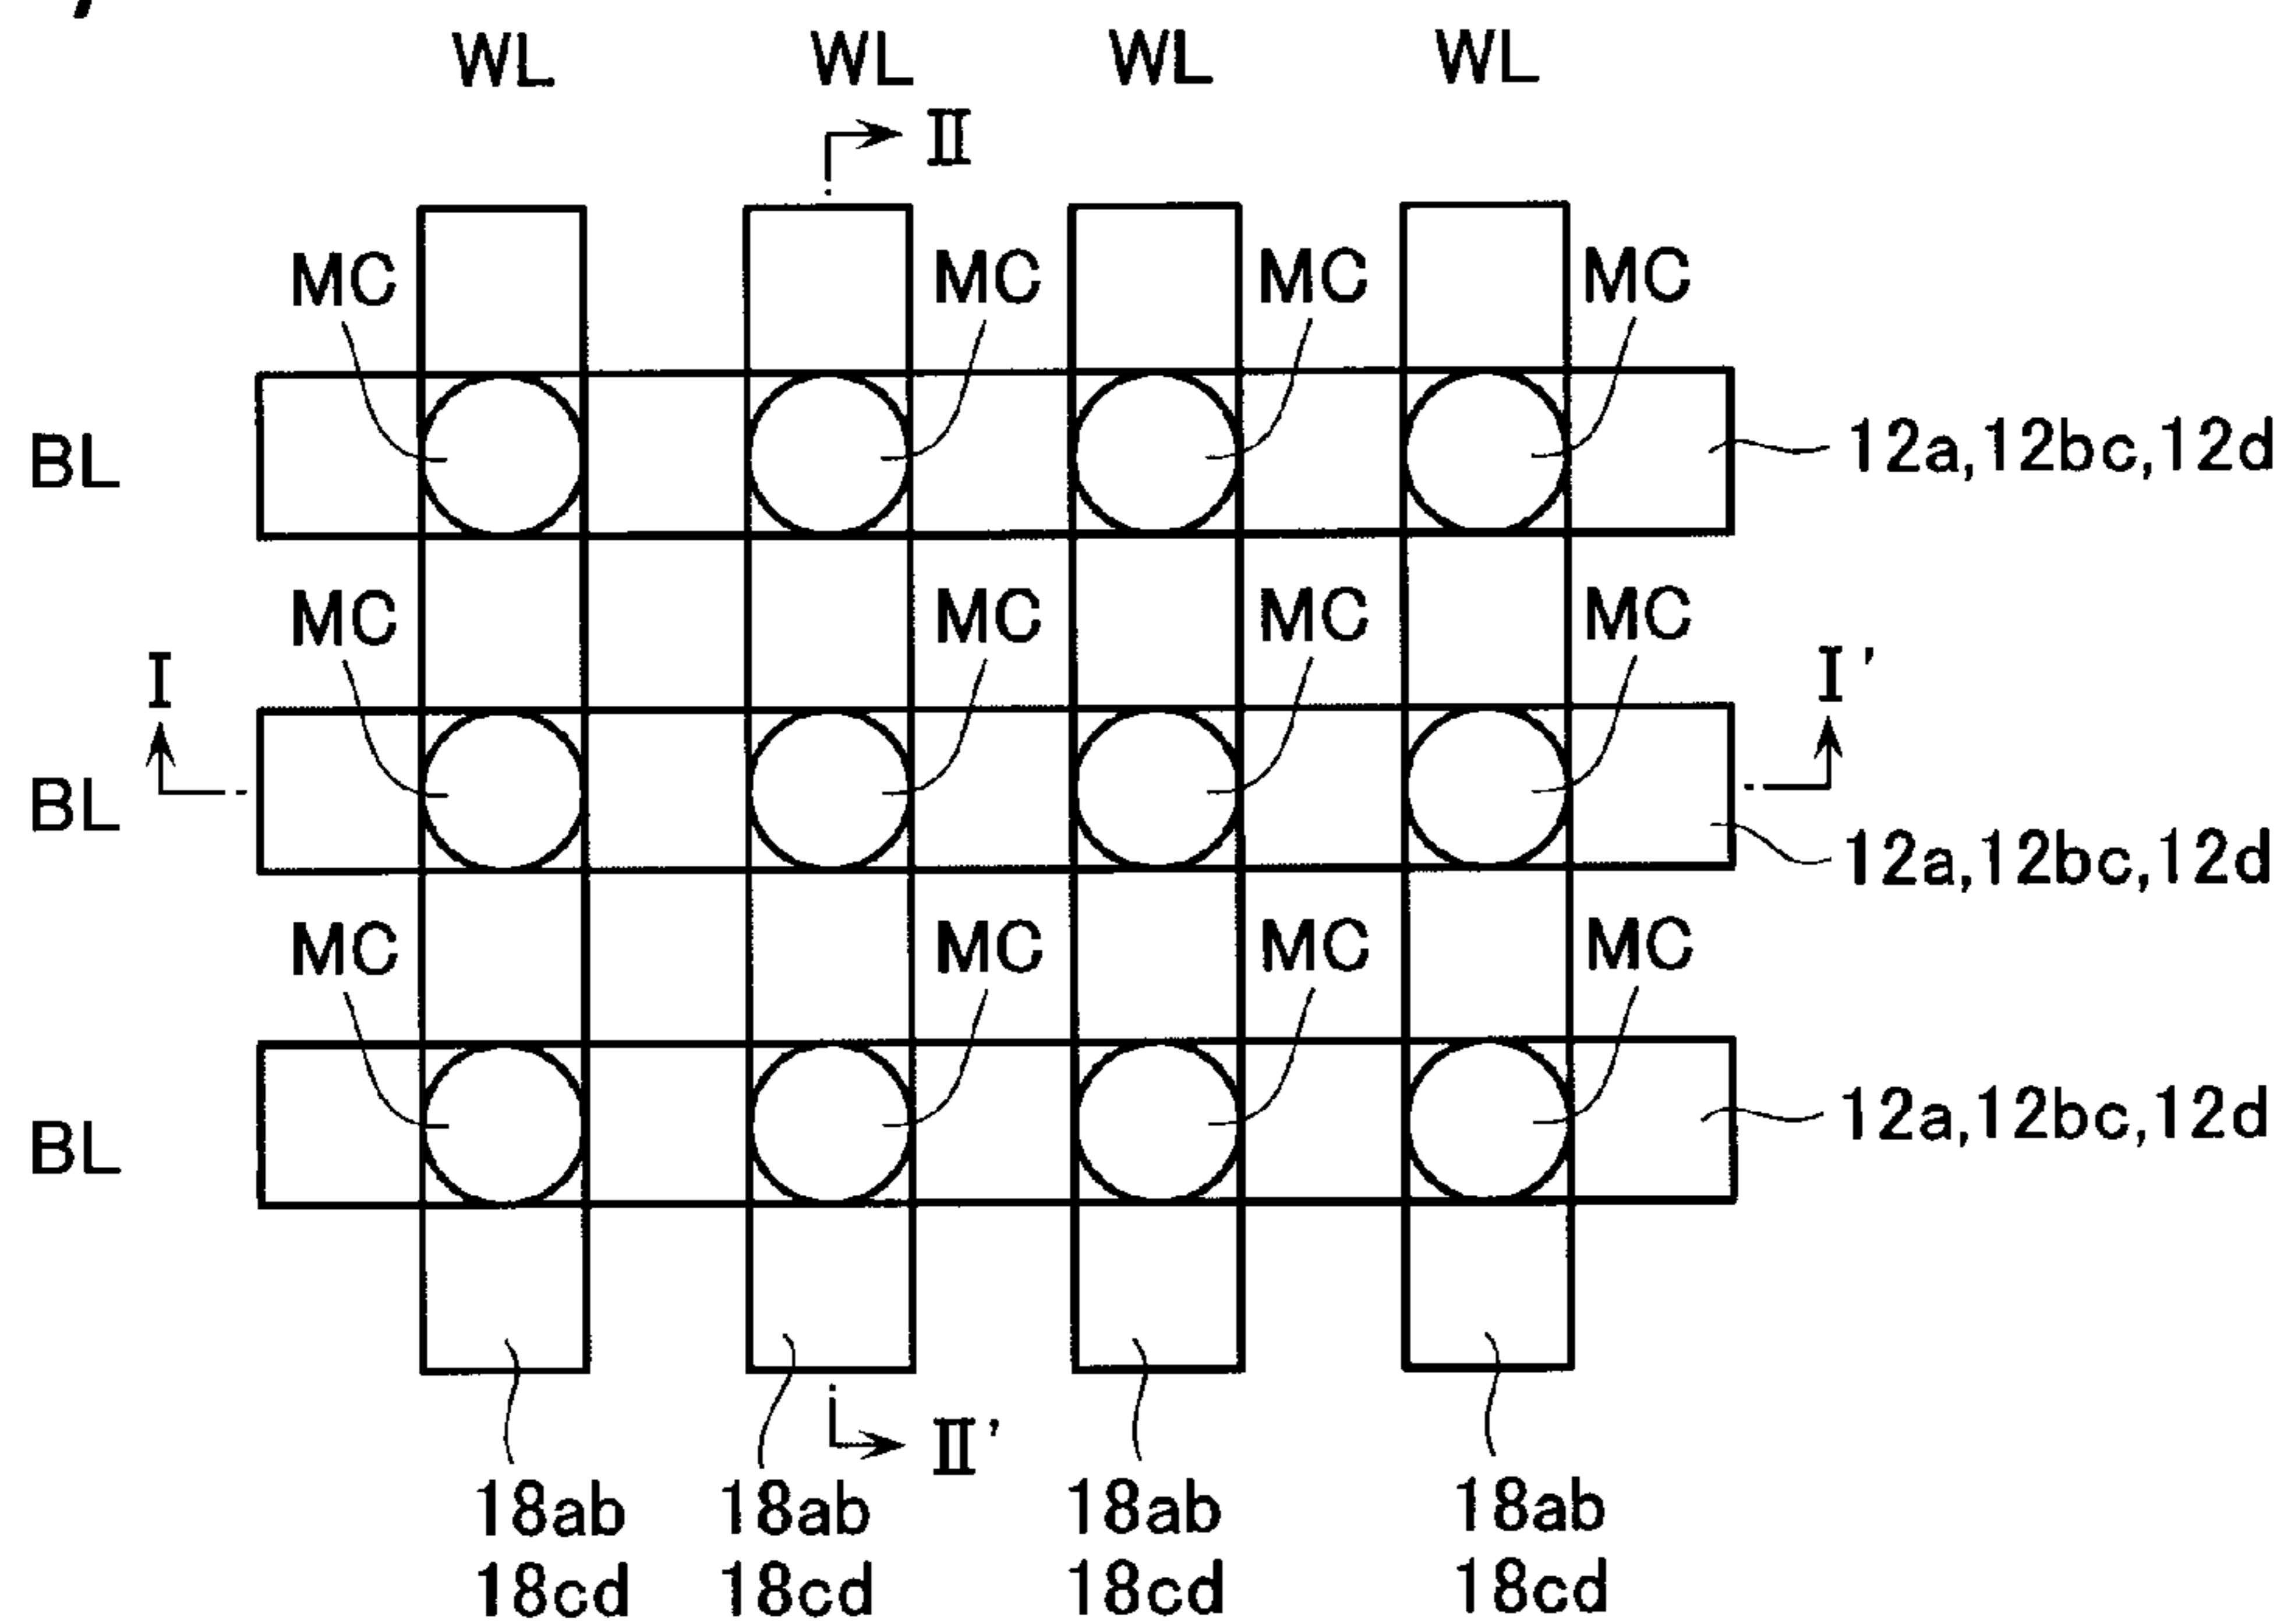 WL WL WL WL
II
MC MC MC MC
BL 12a,12bc,12d
MC MC MC MC
I I'
BL 12a,12bc,12d
MC MC MC MC
BL 12a,12bc,12d
II'
18ab 18ab 18ab 18ab
18cd 18cd 18cd 18cd